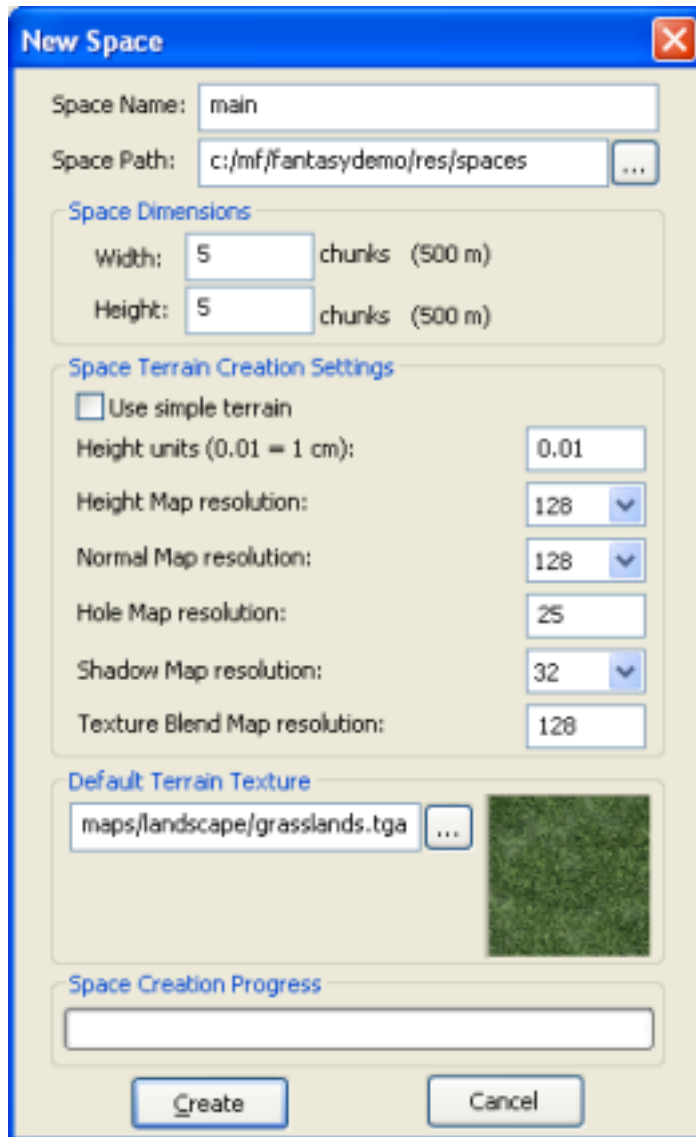 New Space
Space Name: main
Space Path: c:/mf/fantasydemo/res/spaces ...
Space Dimensions
Width: 5 chunks (500 m)
Height: 5 chunks (500 m)
Space Terrain Creation Settings
Use simple terrain
Height units (0.01 = 1 cm): 0.01
Height Map resolution: 128
Normal Map resolution: 128
Hole Map resolution: 25
Shadow Map resolution: 32
Texture Blend Map resolution: 128
Default Terrain Texture
maps/landscape/grasslands.tga ...
Space Creation Progress
Create Cancel